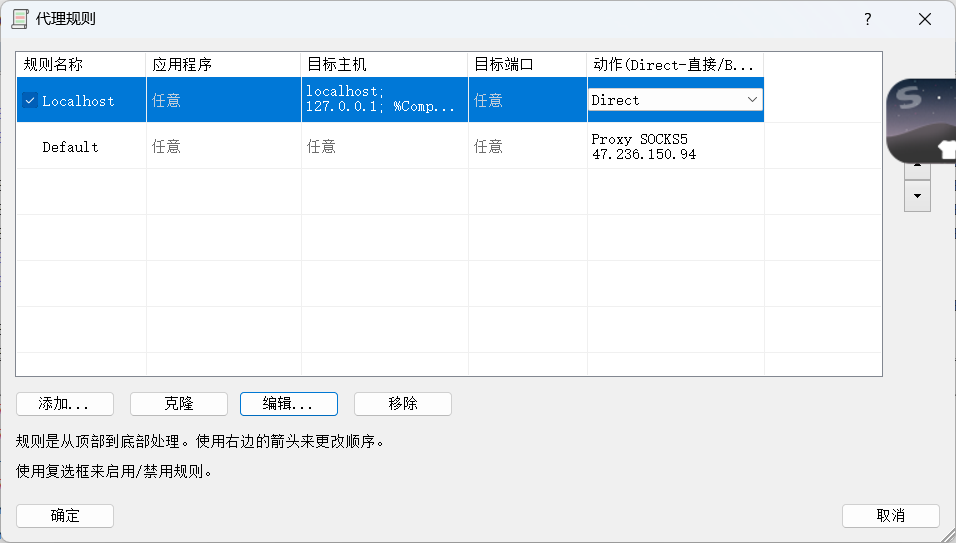 代理规则
规则名称 应用程序 目标主机 目标端口 动作(Direct-直接/B...
Localhost 任意 localhost; 127.0.0.1; %Comp... 任意 Direct
Default 任意 任意 任意 Proxy SOCKS5 47.236.150.94
添加... 克隆 编辑... 移除
规则是从顶部到底部处理。使用右边的箭头来更改顺序。
使用复选框来启用/禁用规则。
确定 取消
S